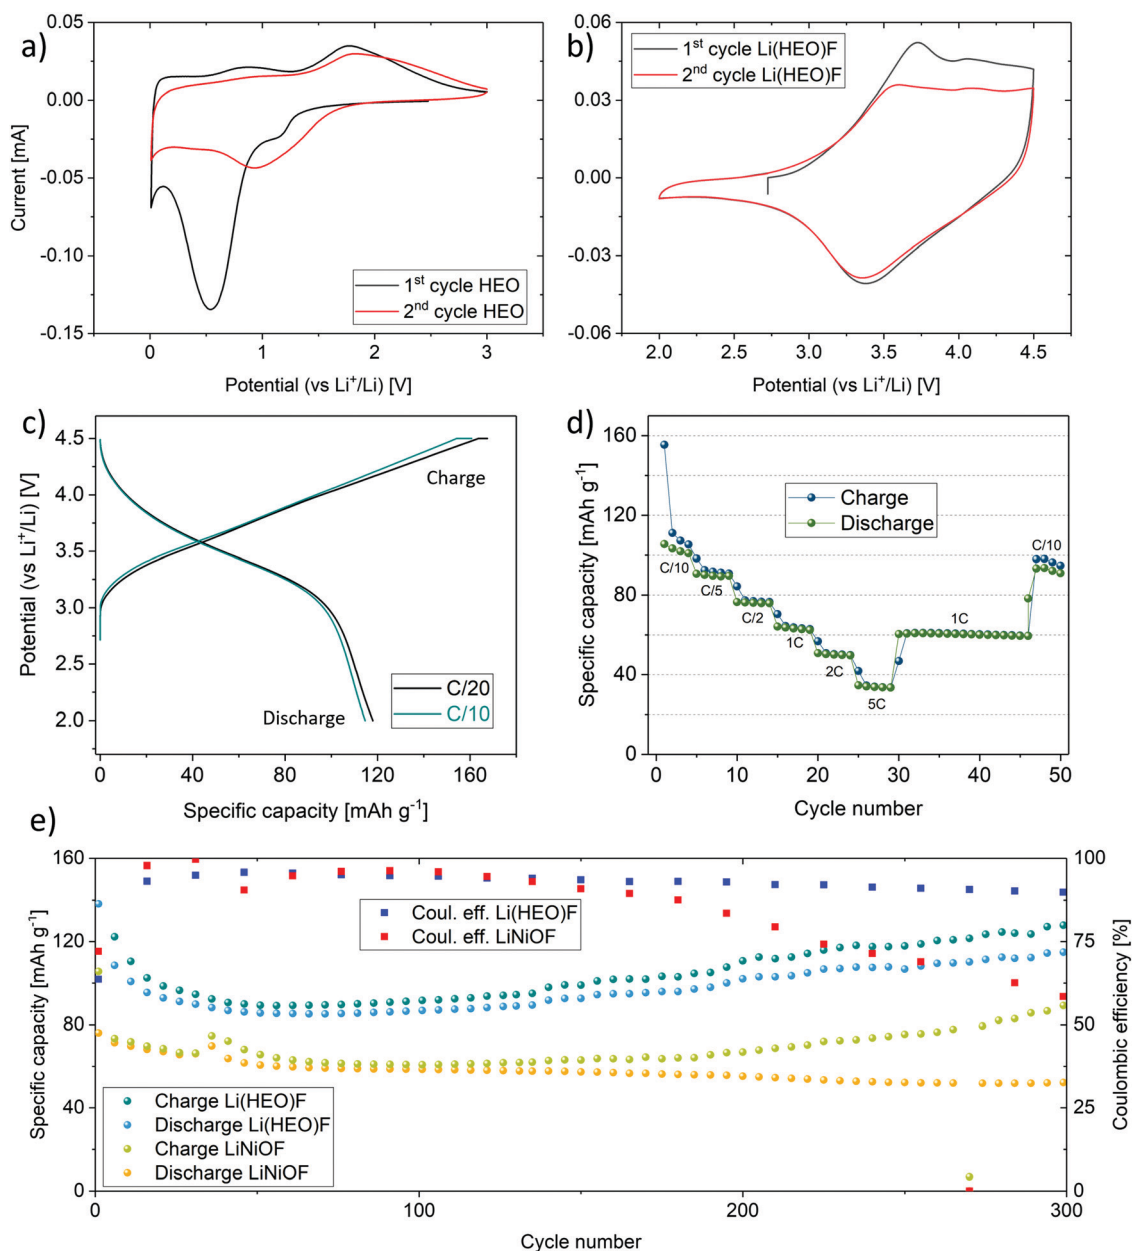 a)
0.05
0.00
-0.05
-0.10
-0.15
Current [mA]
1st cycle HEO
2nd cycle HEO
0 1 2 3
Potential (vs Li+/Li) [V]
b)
0.06
0.03
0.00
-0.03
-0.06
1st cycle Li(HEO)F
2nd cycle Li(HEO)F
2.0 2.5 3.0 3.5 4.0 4.5
Potential (vs Li+/Li) [V]
c)
4.5
4.0
3.5
3.0
2.5
2.0
Potential (vs Li+/Li) [V]
Charge
Discharge
C/20
C/10
0 40 80 120 160
Specific capacity [mAh g-1]
d)
160
120
80
40
0
Specific capacity [mAh g-1]
Charge
Discharge
C/10
C/5
C/2
1C
2C
5C
1C
C/10
0 10 20 30 40 50
Cycle number
e)
160
120
80
40
0
Specific capacity [mAh g-1]
Coul. eff. Li(HEO)F
Coul. eff. LiNiOF
Charge Li(HEO)F
Discharge Li(HEO)F
Charge LiNiOF
Discharge LiNiOF
100
75
50
25
0
Coulombic efficiency [%]
0 100 200 300
Cycle number